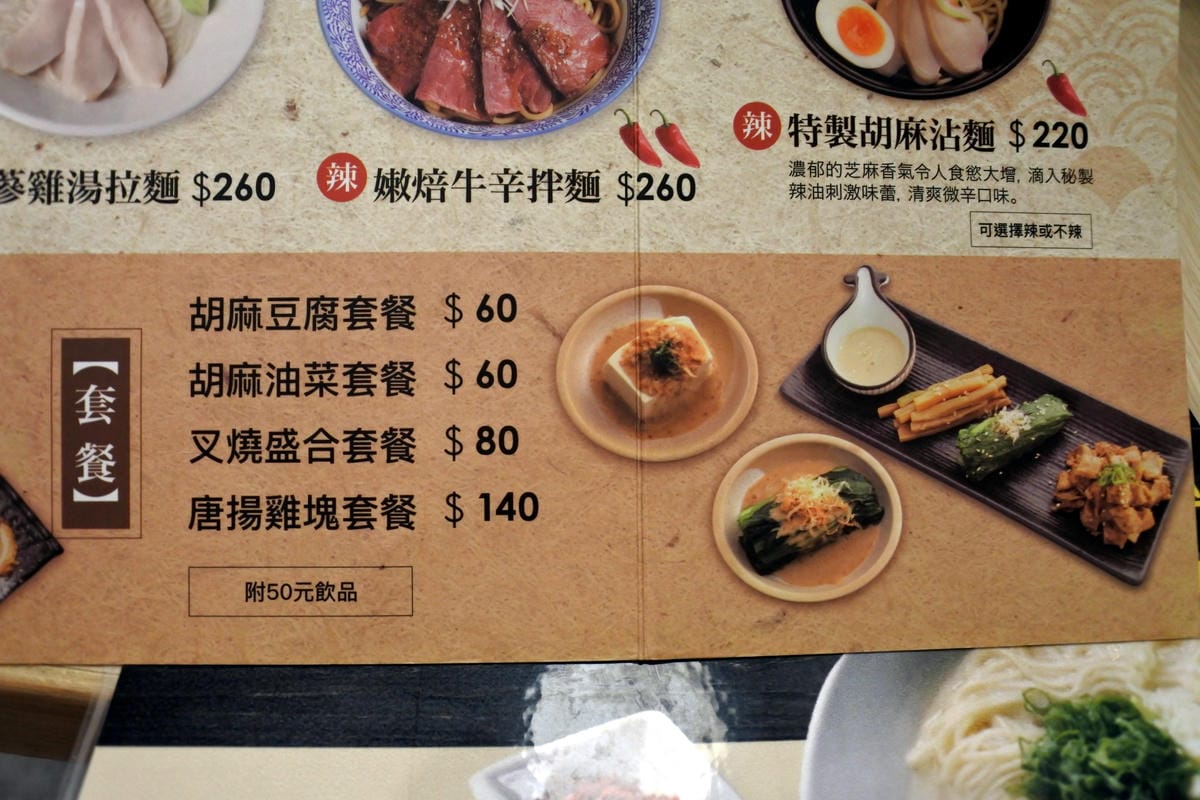 蔘雞湯拉麵 $260
辣 嫩焙牛辛拌麵 $260
辣 特製胡麻沾麵 $220
濃郁的芝麻香氣令人食慾大增, 滴入秘製
辣油刺激味蕾, 清爽微辛口味。
可選擇辣或不辣
【套餐】
胡麻豆腐套餐 $ 60
胡麻油菜套餐 $ 60
叉燒盛合套餐 $ 80
唐揚雞塊套餐 $ 140
附50元飲品